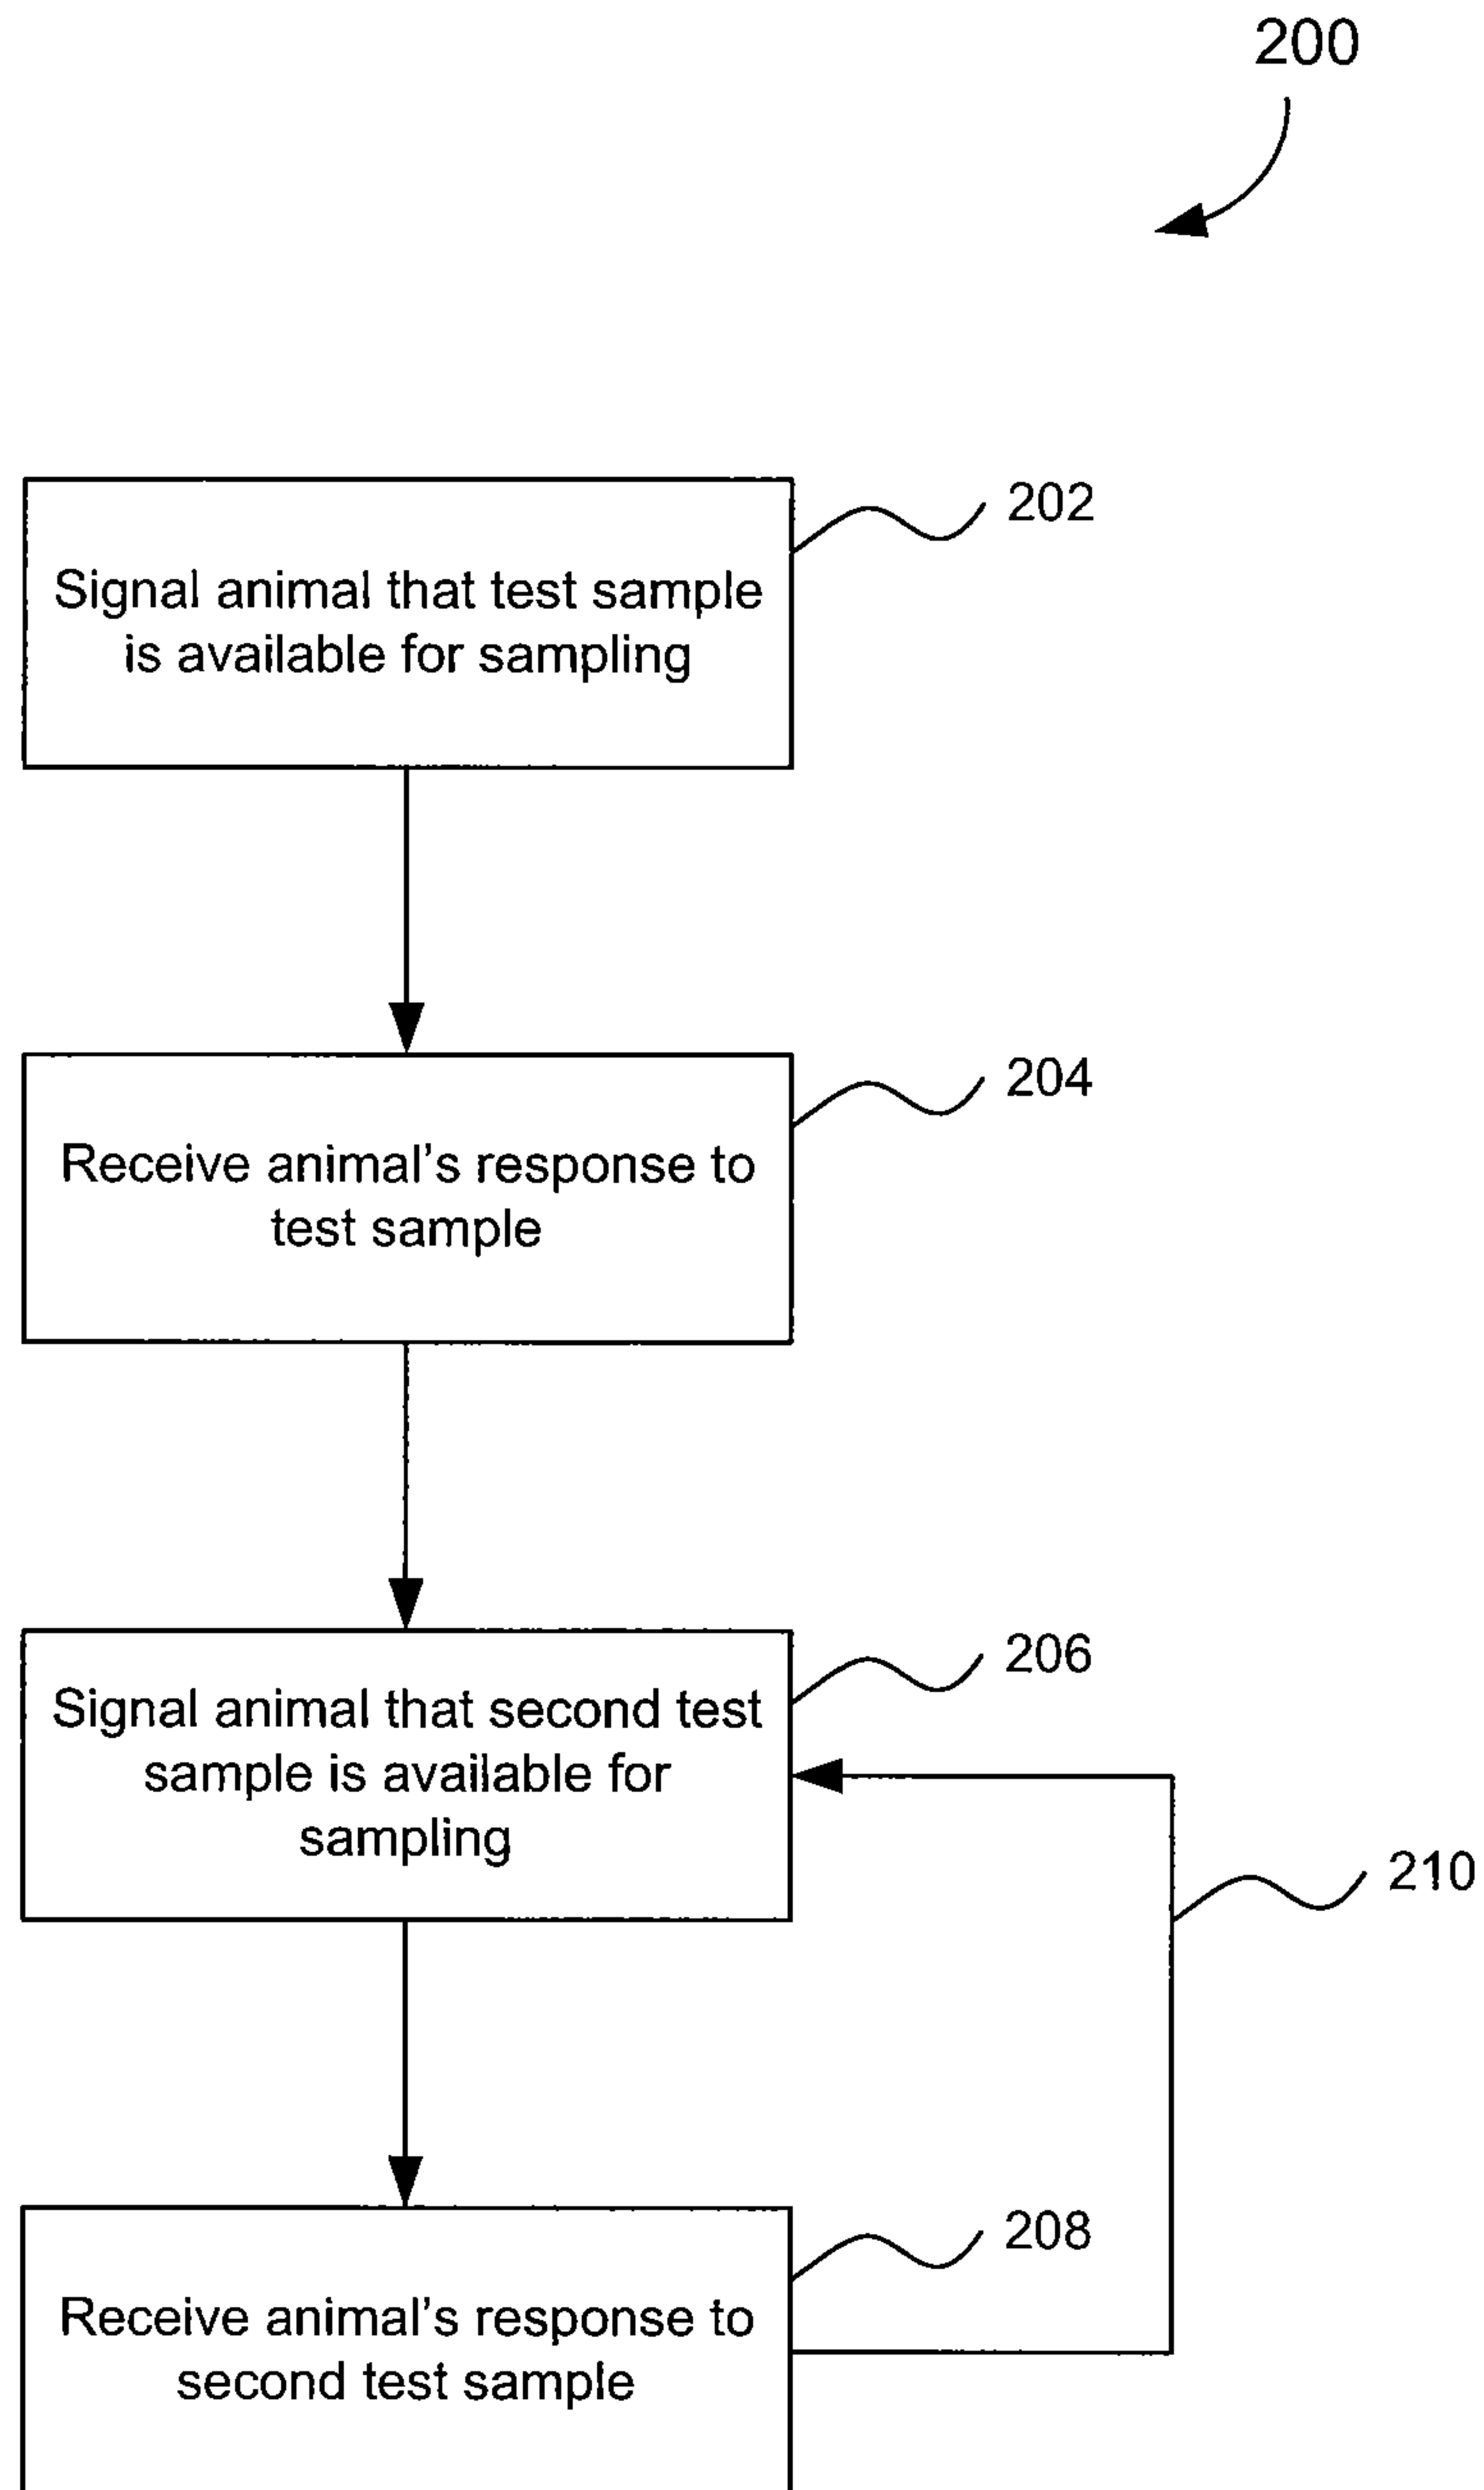 200
202
Signal animal that test sample
is available for sampling
204
Receive animal's response to
test sample
206
Signal animal that second test
sample is available for
sampling
210
208
Receive animal's response to
second test sample